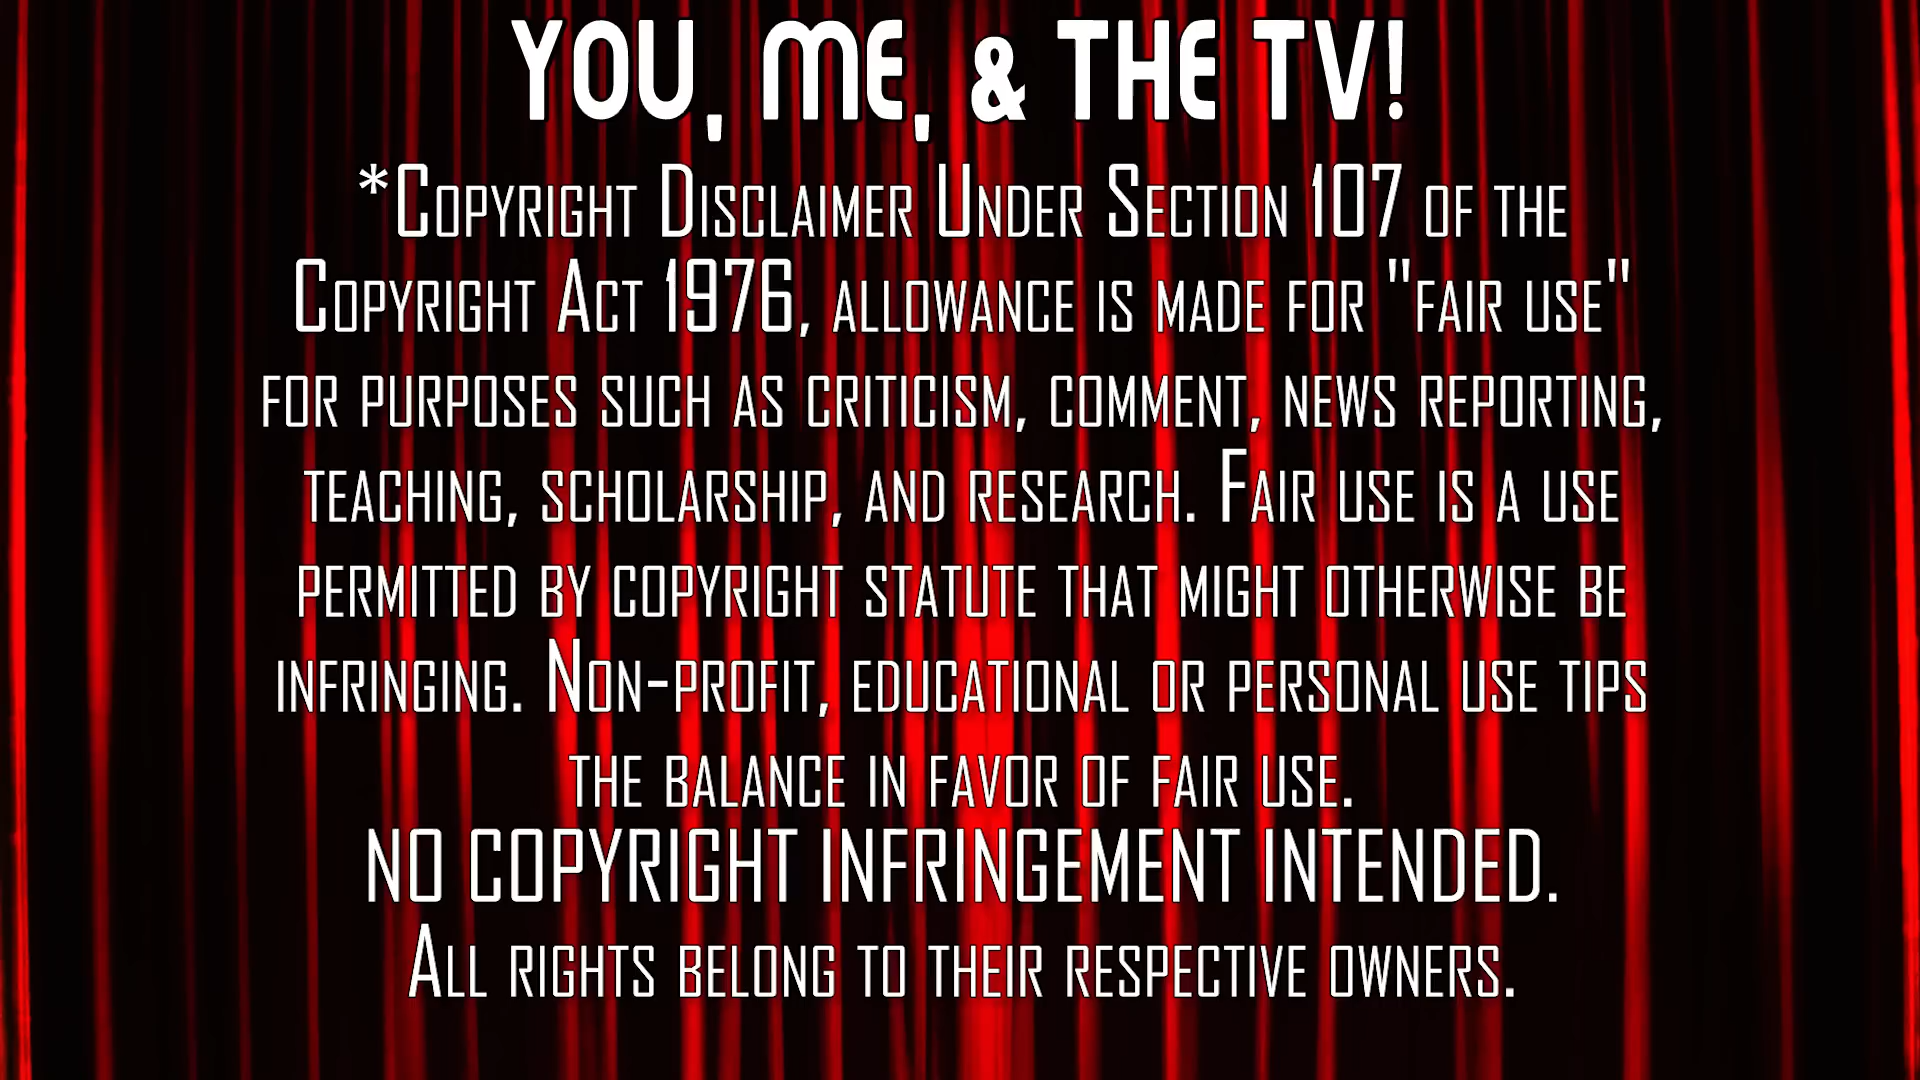 YOU, ME, & THE TV!
*Copyright Disclaimer Under Section 107 of the
Copyright Act 1976, allowance is made for "fair use"
for purposes such as criticism, comment, news reporting,
teaching, scholarship, and research. Fair use is a use
permitted by copyright statute that might otherwise be
infringing. Non-profit, educational or personal use tips
the balance in favor of fair use.
NO COPYRIGHT INFRINGEMENT INTENDED.
All rights belong to their respective owners.